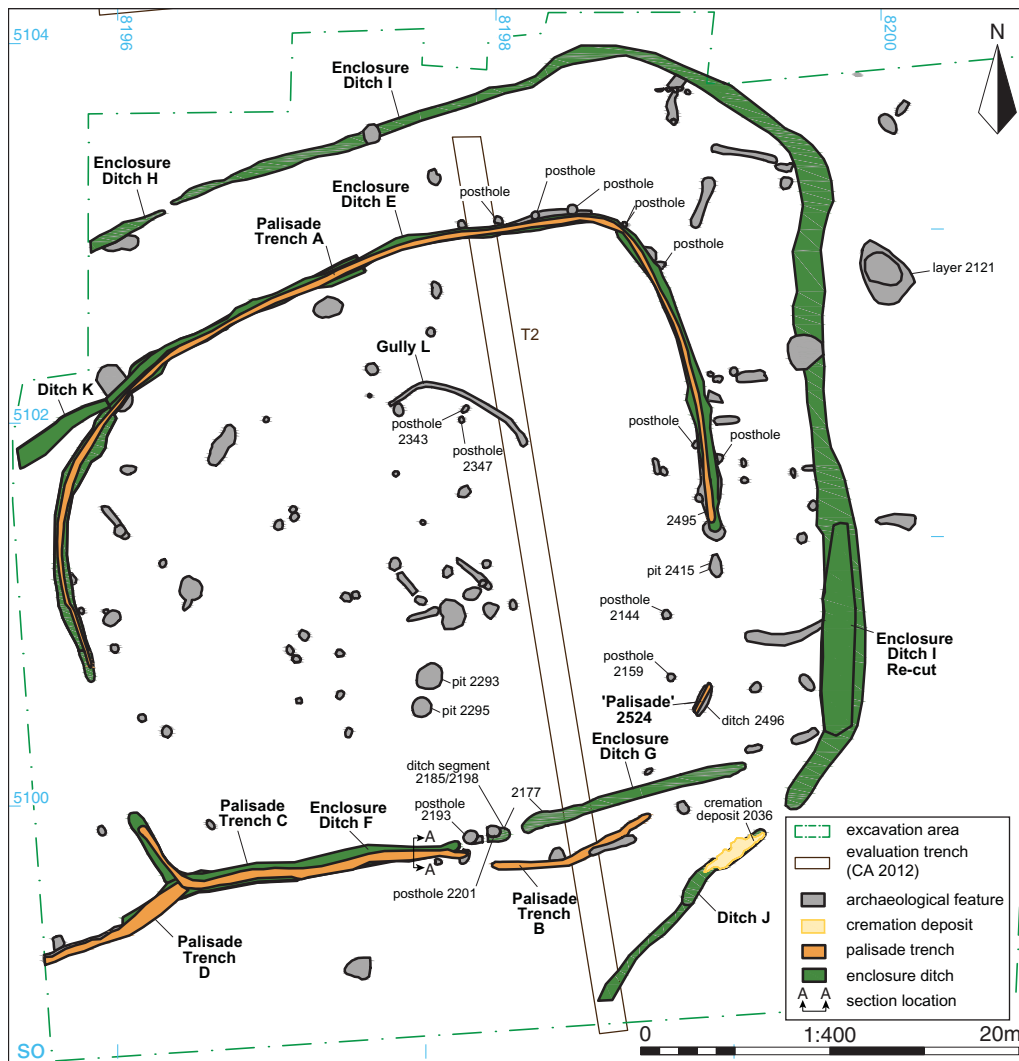 5104
8196
8198
8200
N
Enclosure
Ditch I
Enclosure
Ditch H
Enclosure
Ditch E
posthole
posthole
posthole
posthole
posthole
Palisade
Trench A
layer 2121
T2
Gully L
Ditch K
5102
posthole
2343
posthole
2347
posthole
posthole
2495
pit 2415
posthole
2144
Enclosure
Ditch I
Re-cut
posthole
2159
pit 2293
'Palisade'
2524
pit 2295
ditch 2496
Enclosure
Ditch G
ditch segment
2185/2198
2177
5100
Palisade
Trench C
Enclosure
Ditch F
posthole
2193
cremation
deposit 2036
A
A
posthole 2201
Palisade
Trench
B
Ditch J
Palisade
Trench
D
excavation area
evaluation trench
(CA 2012)
archaeological feature
cremation deposit
palisade trench
enclosure ditch
A A
section location
SO
0
1:400
20m